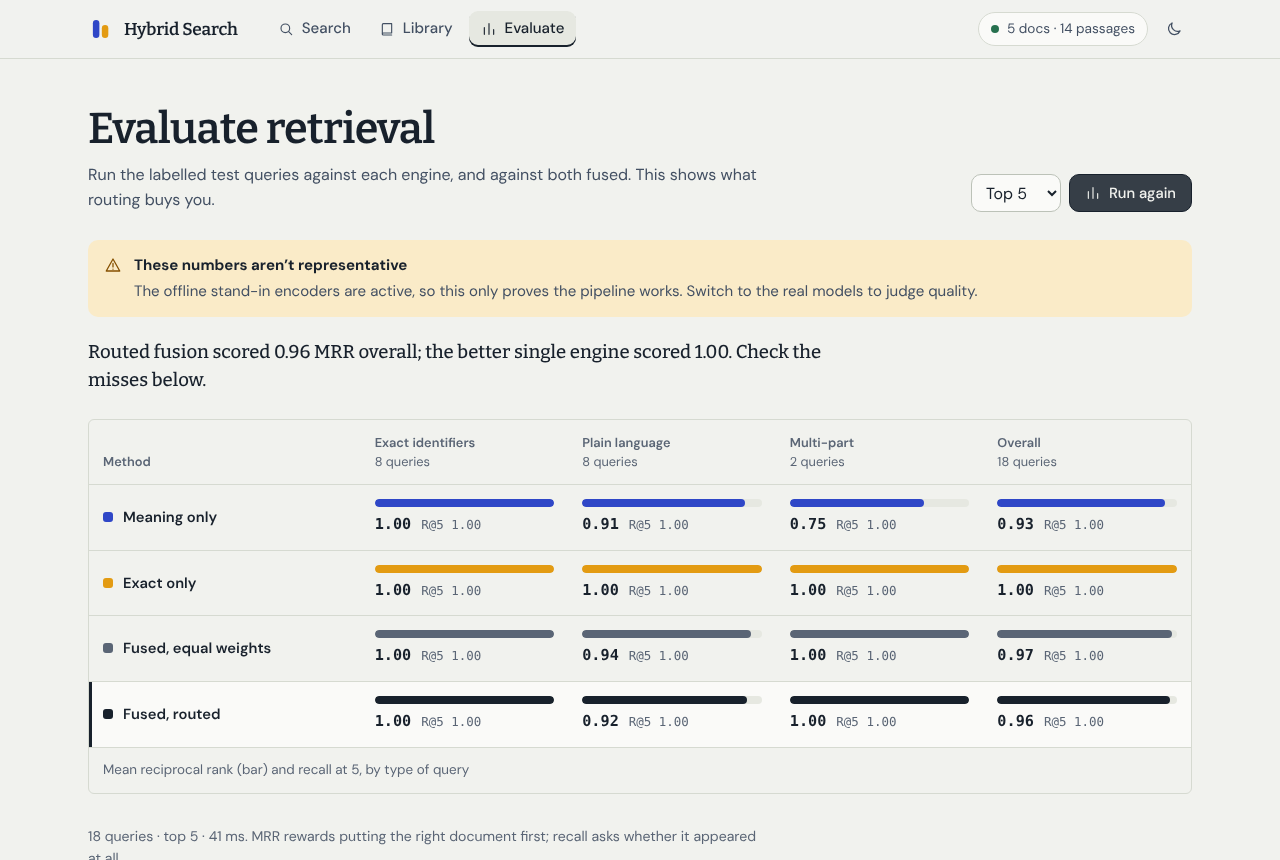 Hybrid Search
Search
Library
Evaluate
5 docs · 14 passages
Evaluate retrieval
Run the labelled test queries against each engine, and against both fused. This shows what
routing buys you.
Top 5
Run again
These numbers aren’t representative
The offline stand-in encoders are active, so this only proves the pipeline works. Switch to the real models to judge quality.
Routed fusion scored 0.96 MRR overall; the better single engine scored 1.00. Check the
misses below.
Method
Exact identifiers
8 queries
Plain language
8 queries
Multi-part
2 queries
Overall
18 queries
Meaning only
1.00 R@5 1.00
0.91 R@5 1.00
0.75 R@5 1.00
0.93 R@5 1.00
Exact only
1.00 R@5 1.00
1.00 R@5 1.00
1.00 R@5 1.00
1.00 R@5 1.00
Fused, equal weights
1.00 R@5 1.00
0.94 R@5 1.00
1.00 R@5 1.00
0.97 R@5 1.00
Fused, routed
1.00 R@5 1.00
0.92 R@5 1.00
1.00 R@5 1.00
0.96 R@5 1.00
Mean reciprocal rank (bar) and recall at 5, by type of query
18 queries · top 5 · 41 ms. MRR rewards putting the right document first; recall asks whether it appeared
at all.